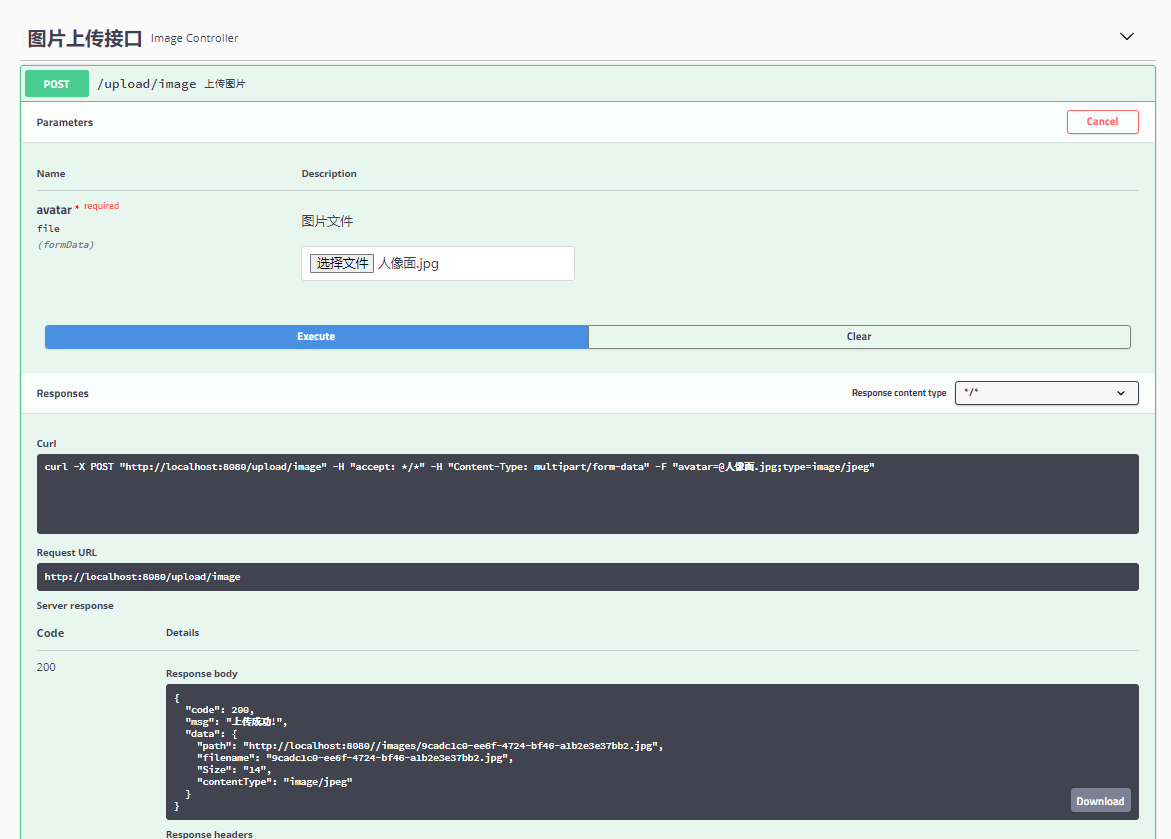 图片上传接口 Image Controller
POST /upload/image 上传图片
Parameters Cancel
Name Description
avatar * required
图片文件
file
(formData)
选择文件 人像面.jpg
Execute Clear
Responses Response content type */*
Curl
curl -X POST "http://localhost:8080/upload/image" -H "accept: */*" -H "Content-Type: multipart/form-data" -F "avatar=@人像面.jpg;type=image/jpeg"
Request URL
http://localhost:8080/upload/image
Server response
Code Details
200
Response body
{
"code": 200,
"msg": "上传成功!",
"data": {
"path": "http://localhost:8080//images/9cadc1c0-ee6f-4724-bf46-a1b2e3e37bb2.jpg",
"filename": "9cadc1c0-ee6f-4724-bf46-a1b2e3e37bb2.jpg",
"Size": "14",
"contentType": "image/jpeg"
}
}
Download
Response headers